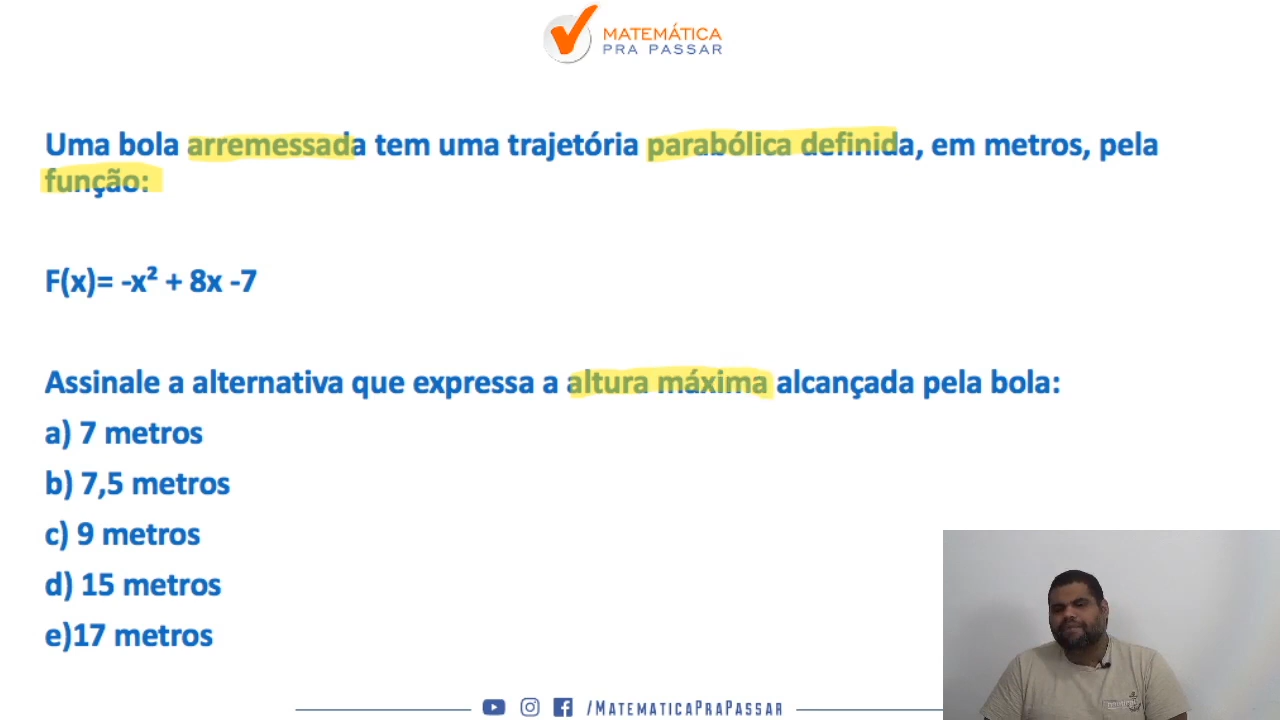 MATEMÁTICA
PRA PASSAR
Uma bola arremessada tem uma trajetória parabólica definida, em metros, pela
função:
F(x)= -x² + 8x -7
Assinale a alternativa que expressa a altura máxima alcançada pela bola:
a) 7 metros
b) 7,5 metros
c) 9 metros
d) 15 metros
e)17 metros
/MATEMATICAPRAPASSAR